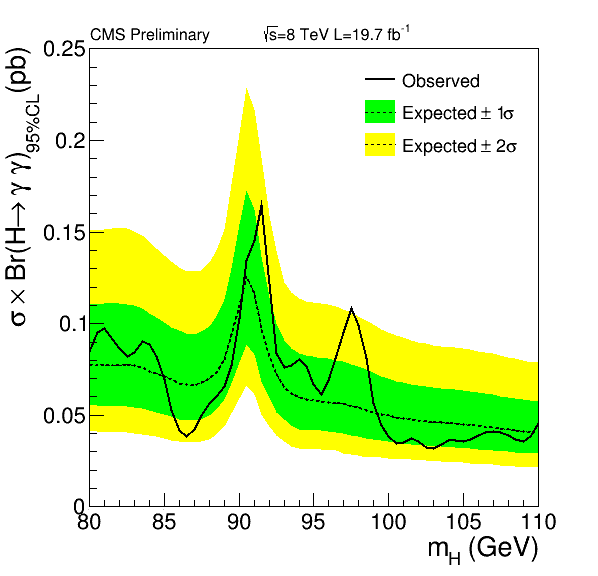 CMS Preliminary √s=8 TeV L=19.7 fb⁻¹
σ × Br(H→ γ γ)95%CL(pb)
0.25
0.2
0.15
0.1
0.05
0
Observed
Expected ± 1σ
Expected ± 2σ
80 85 90 95 100 105 110
mH (GeV)